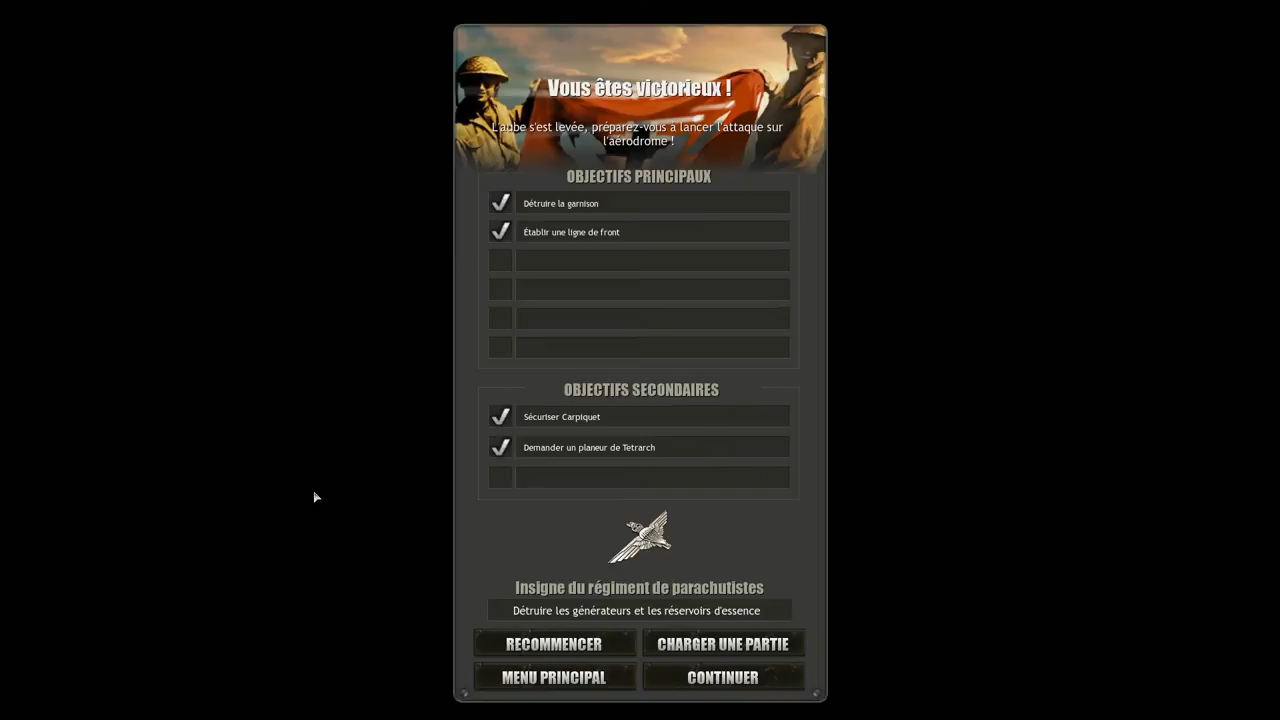 Vous êtes victorieux !
L'aube s'est levée, préparez-vous à lancer l'attaque sur
l'aérodrome !
OBJECTIFS PRINCIPAUX
Détruire la garnison
Établir une ligne de front
OBJECTIFS SECONDAIRES
Sécuriser Carpiquet
Demander un planeur de Tetrarch
Insigne du régiment de parachutistes
Détruire les générateurs et les réservoirs d'essence
RECOMMENCER
CHARGER UNE PARTIE
MENU PRINCIPAL
CONTINUER